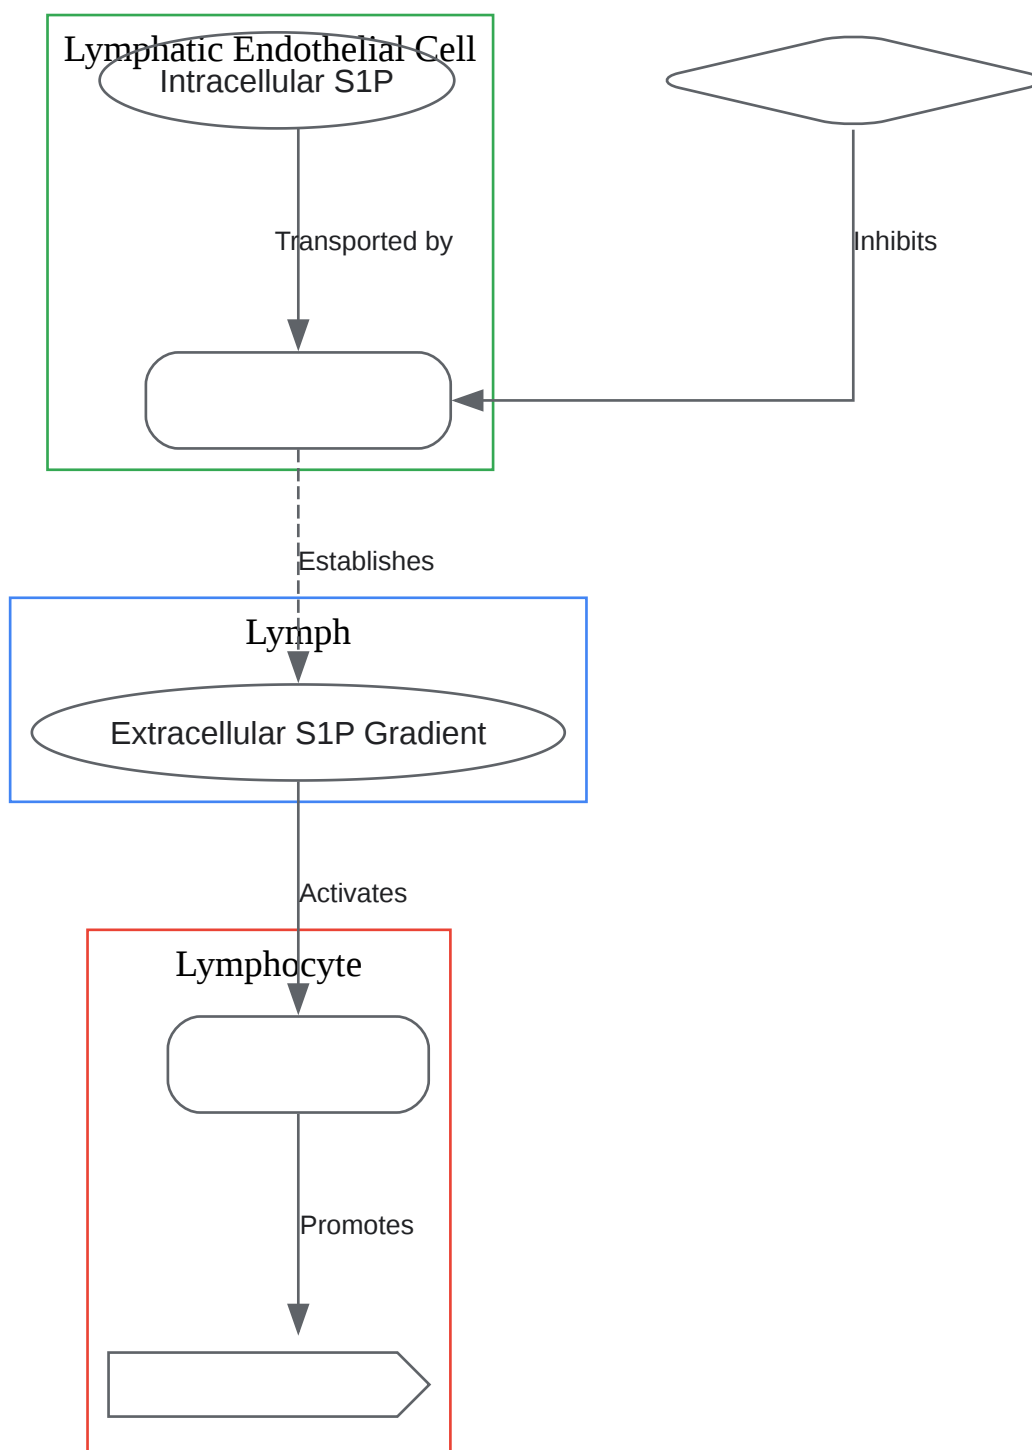 Lymphatic Endothelial Cell
Intracellular S1P
Transported by
Inhibits
Establishes
Lymph
Extracellular S1P Gradient
Activates
Lymphocyte
Promotes